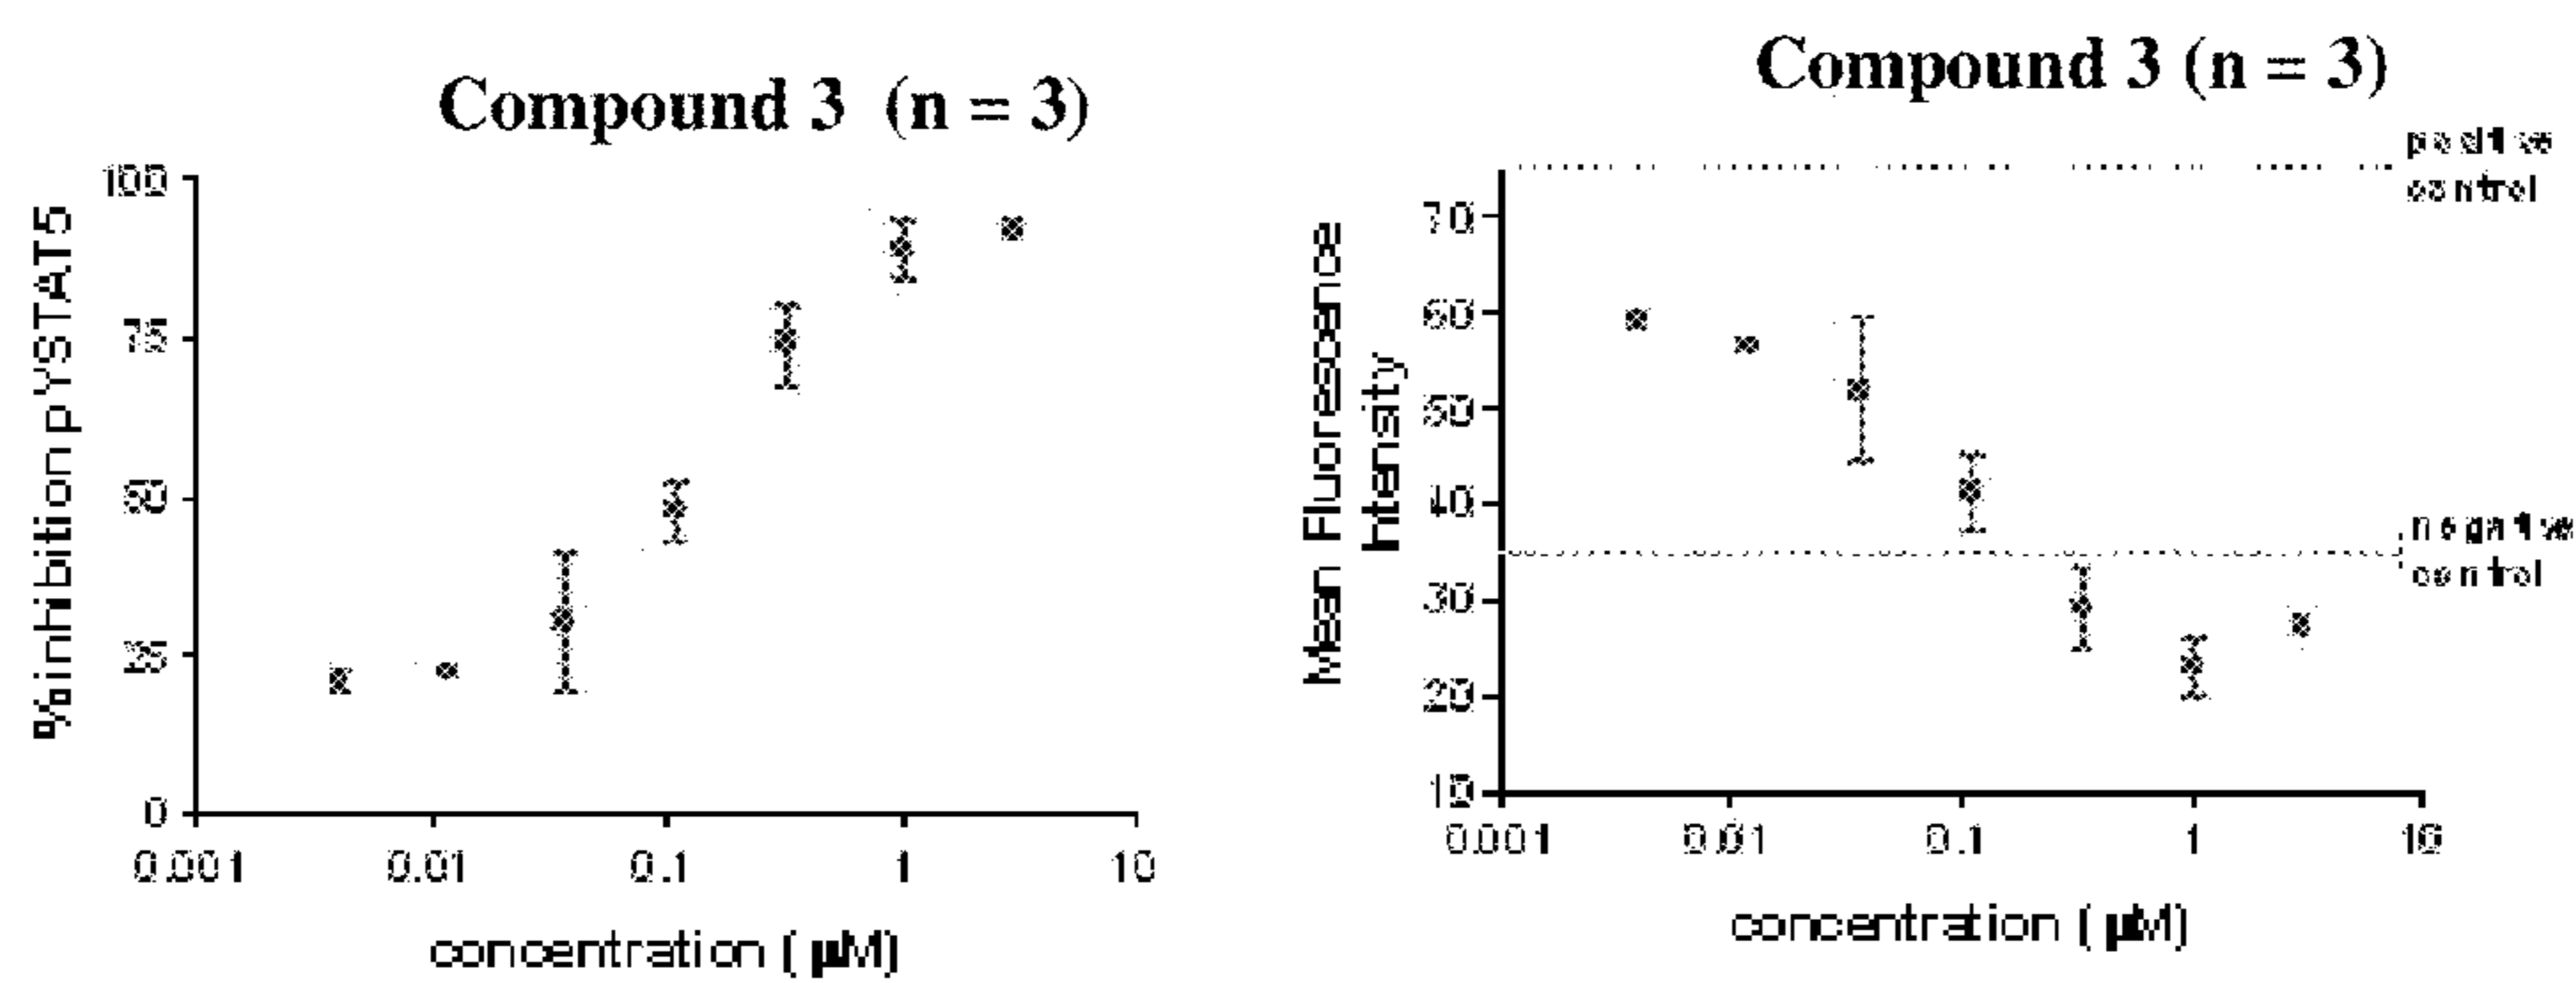 Compound 3 (n = 3)
100
75
50
25
0
0.001
0.01
0.1
1
10
%inhibition pYSTAT5
concentration (μM)
Compound 3 (n = 3)
positive
control
70
60
50
40
30
20
10
negative
control
0.001
0.01
0.1
1
10
Mean Fluorescence
Intensity
concentration (μM)